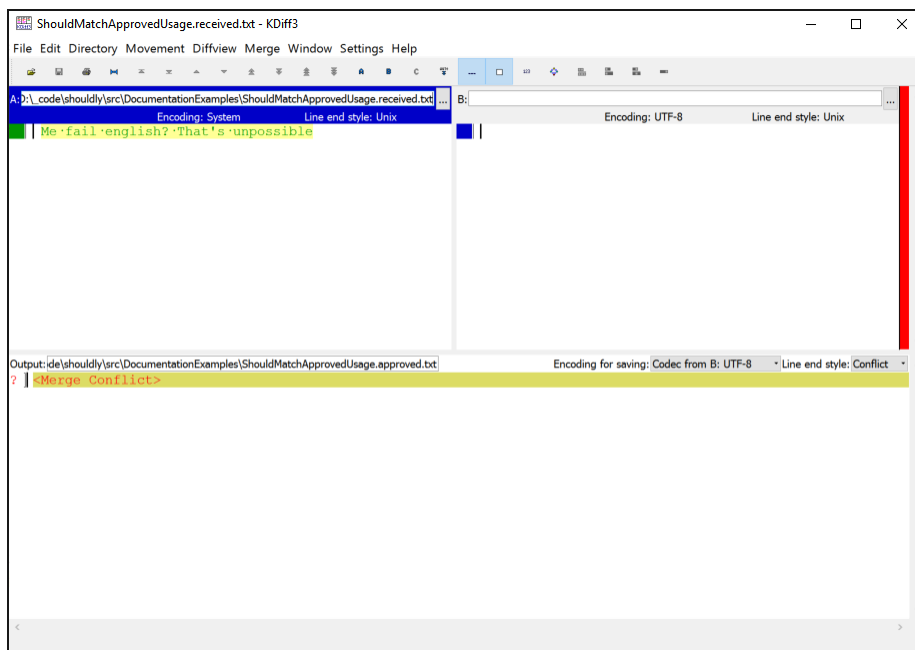 ShouldMatchApprovedUsage.received.txt - KDiff3
File Edit Directory Movement Diffview Merge Window Settings Help
A B C
A: D:\_code\shouldly\src\DocumentationExamples\ShouldMatchApprovedUsage.received.txt ... B: ...
Encoding: System Line end style: Unix Encoding: UTF-8 Line end style: Unix
Me·fail·english?·That's·unpossible
Output: de\shouldly\src\DocumentationExamples\ShouldMatchApprovedUsage.approved.txt Encoding for saving: Codec from B: UTF-8 Line end style: Conflict
? <Merge Conflict>